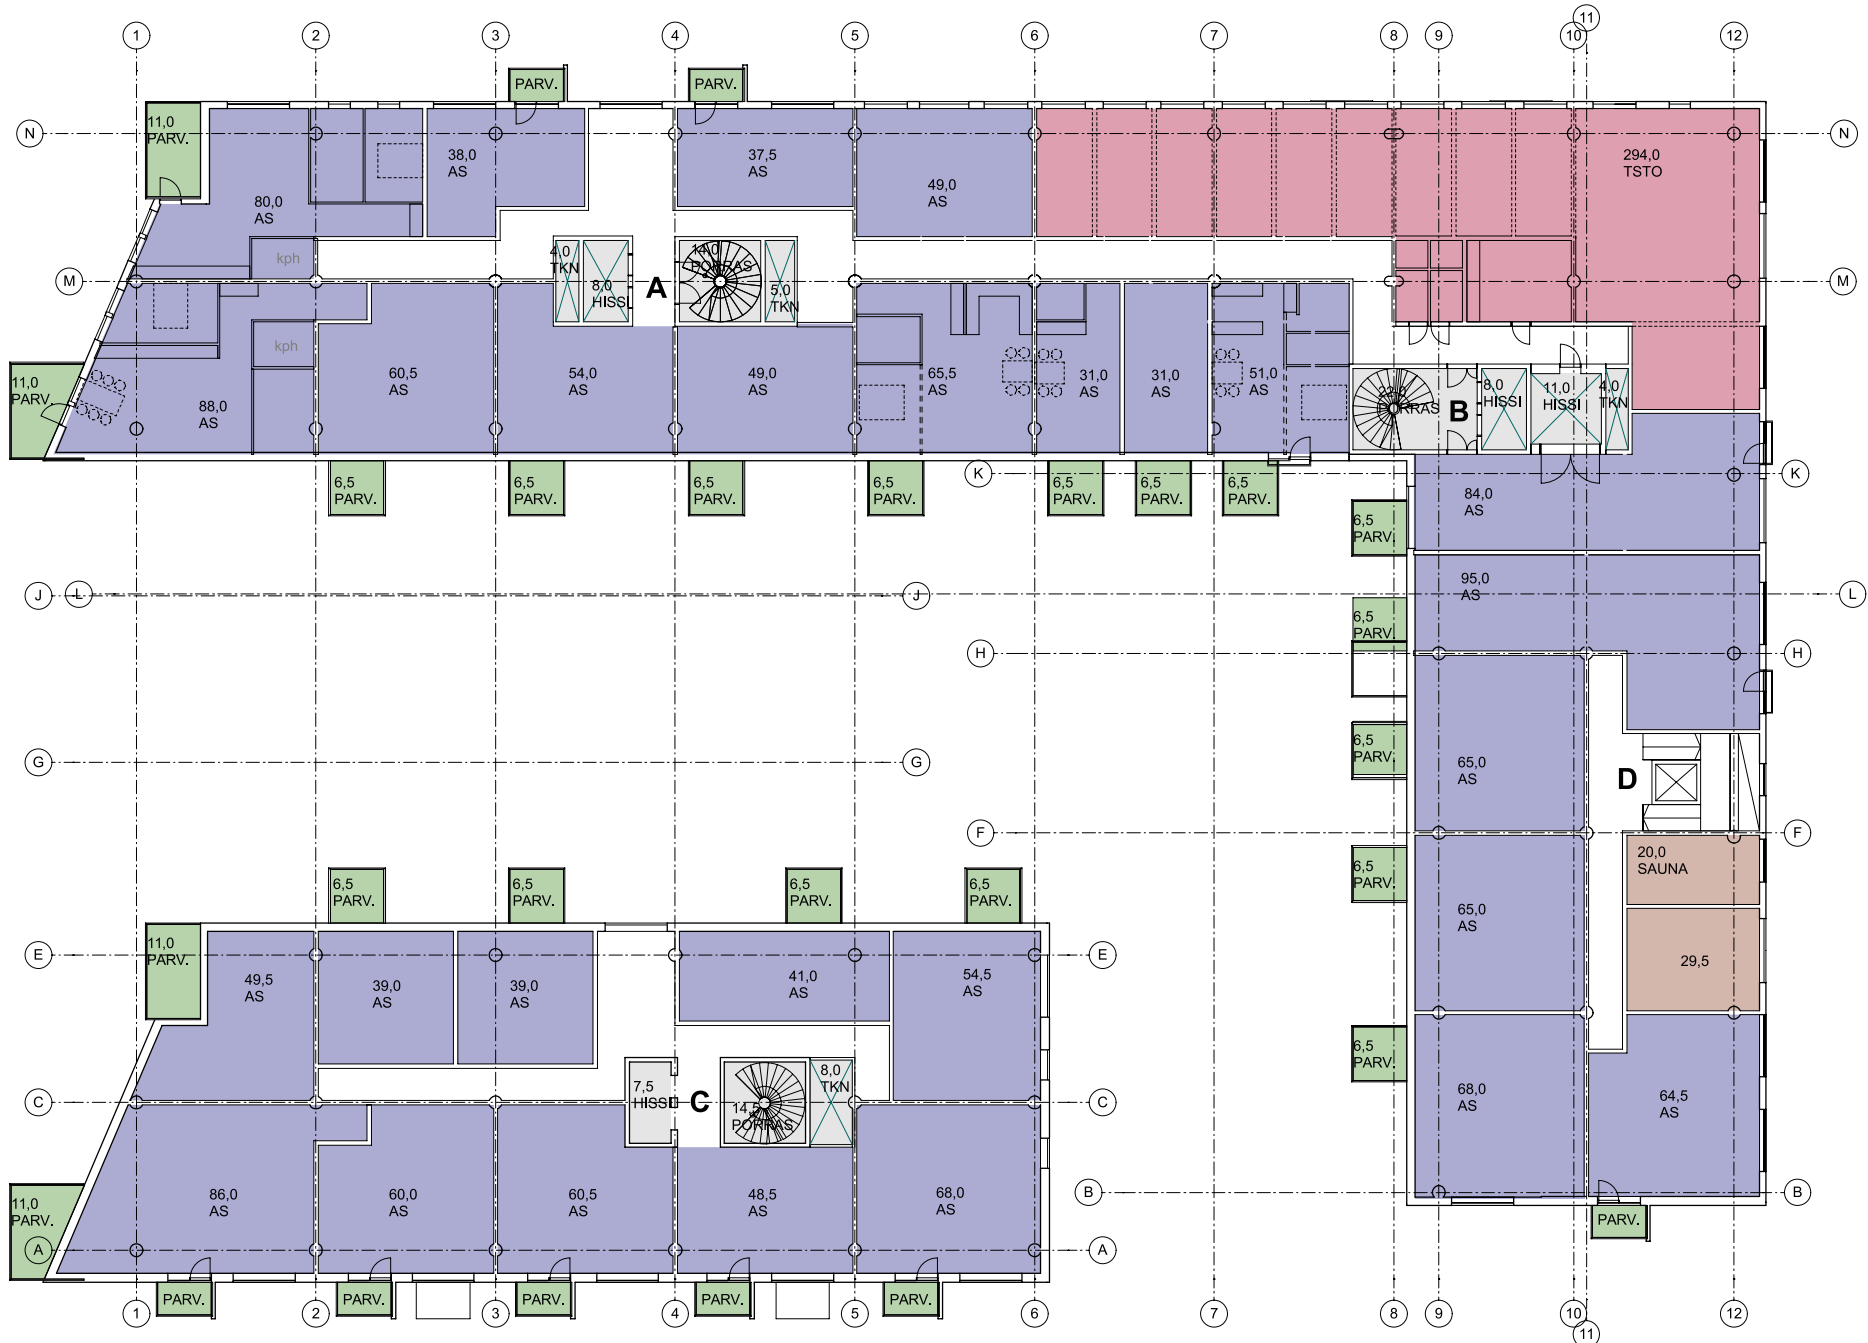 11
1
2
3
4
5
6
7
8
9
10
12
PARV.
PARV.
11,0
PARV.
N
N
38,0
AS
37,5
AS
294,0
TSTO
49,0
AS
80,0
AS
kph
4,0
TKN
8,0
HISSI
A
14,0
PORRAS
5,0
TKN
M
M
kph
11,0
PARV.
88,0
AS
60,5
AS
54,0
AS
49,0
AS
65,5
AS
31,0
AS
31,0
AS
51,0
AS
22,0
PORRAS
B
8,0
HISSI
11,0
HISSI
4,0
TKN
6,5
PARV.
6,5
PARV.
6,5
PARV.
6,5
PARV.
K
6,5
PARV.
6,5
PARV.
6,5
PARV.
K
84,0
AS
6,5
PARV.
J
L
J
95,0
AS
L
6,5
PARV.
H
H
G
G
6,5
PARV.
65,0
AS
D
F
F
6,5
PARV.
20,0
SAUNA
65,0
AS
29,5
6,5
PARV.
6,5
PARV.
6,5
PARV.
6,5
PARV.
11,0
PARV.
E
E
49,5
AS
39,0
AS
39,0
AS
41,0
AS
54,5
AS
6,5
PARV.
C
7,5
HISSI
C
14,5
PORRAS
8,0
TKN
C
68,0
AS
64,5
AS
11,0
PARV.
86,0
AS
60,0
AS
60,5
AS
48,5
AS
68,0
AS
B
B
PARV.
A
A
PARV.
PARV.
PARV.
PARV.
PARV.
1
2
3
4
5
6
7
8
9
10
12
11